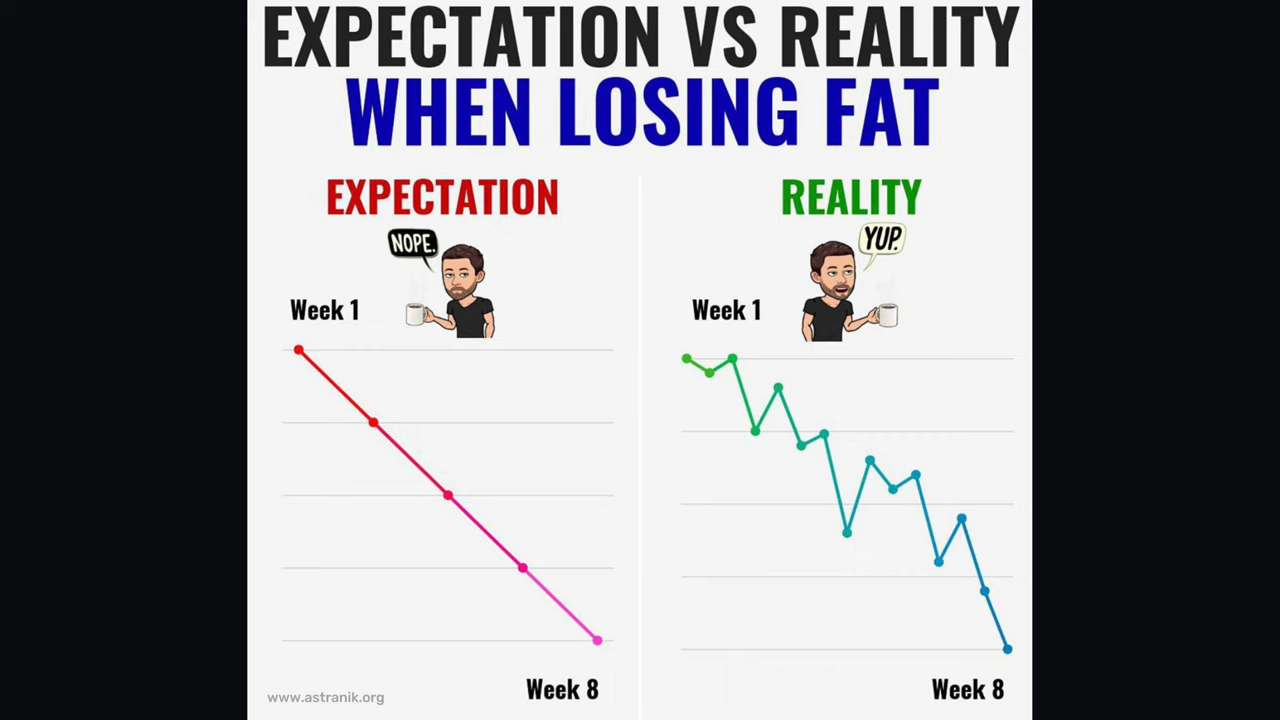 EXPECTATION VS REALITY
WHEN LOSING FAT
EXPECTATION
NOPE.
Week 1
Week 8
www.astranik.org
REALITY
YUP.
Week 1
Week 8